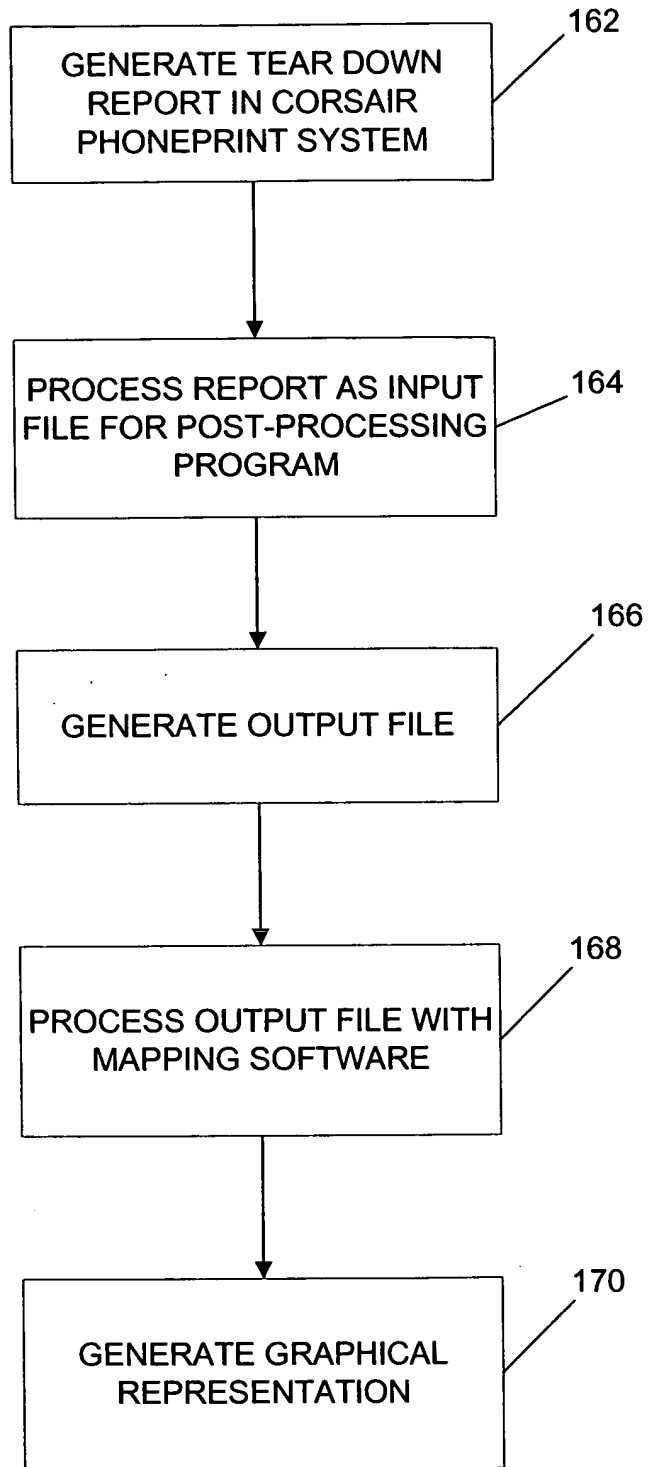 162
GENERATE TEAR DOWN
REPORT IN CORSAIR
PHONEPRINT SYSTEM
164
PROCESS REPORT AS INPUT
FILE FOR POST-PROCESSING
PROGRAM
166
GENERATE OUTPUT FILE
168
PROCESS OUTPUT FILE WITH
MAPPING SOFTWARE
170
GENERATE GRAPHICAL
REPRESENTATION